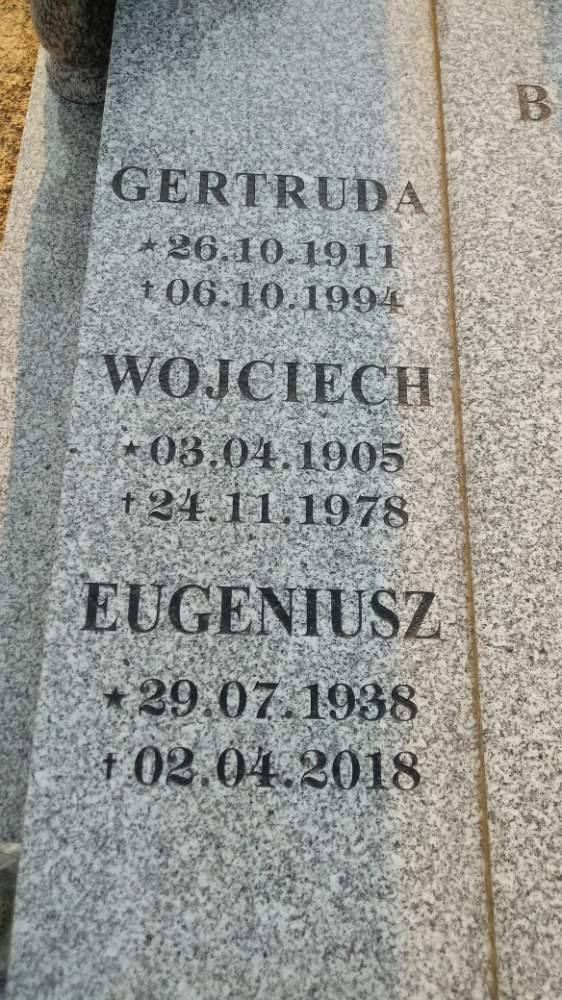 GERTRUDA
★26.10.1911
†06.10.1994
WOJCIECH
★03.04.1905
†24.11.1978
EUGENIUSZ
★29.07.1938
†02.04.2018
B